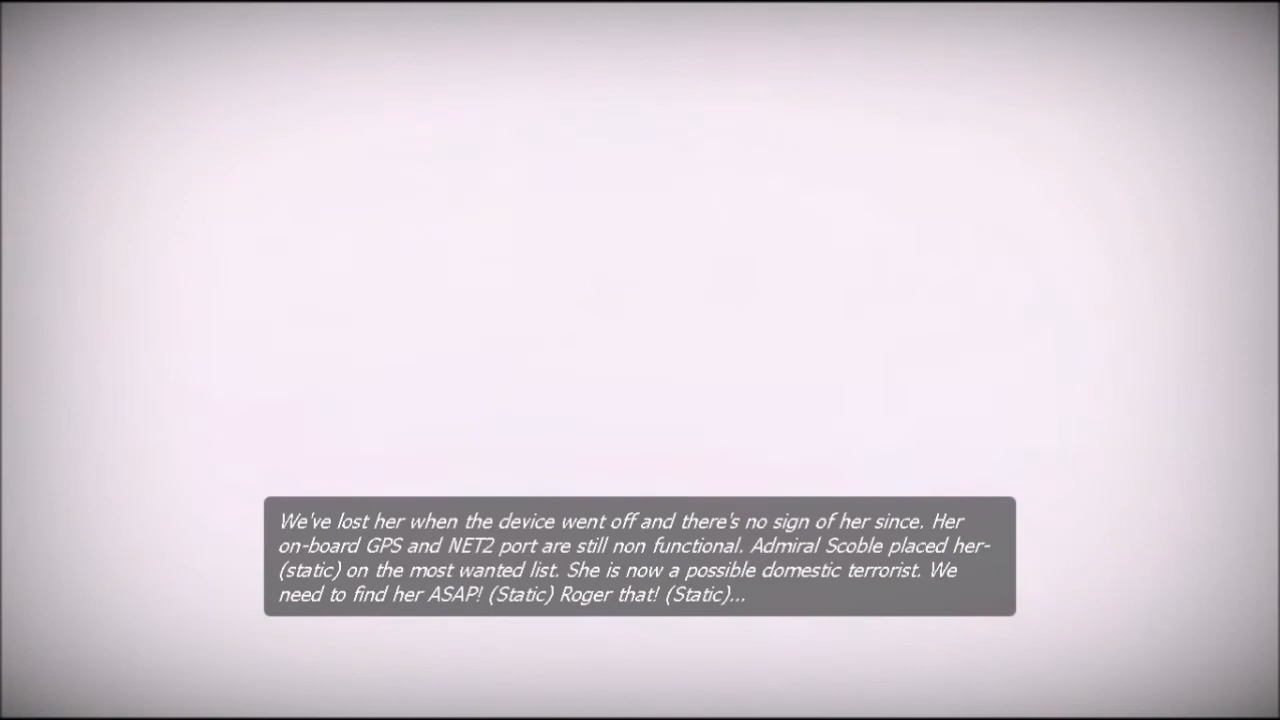 We've lost her when the device went off and there's no sign of her since. Her
on-board GPS and NET2 port are still non functional. Admiral Scoble placed her-
(static) on the most wanted list. She is now a possible domestic terrorist. We
need to find her ASAP! (Static) Roger that! (Static)...